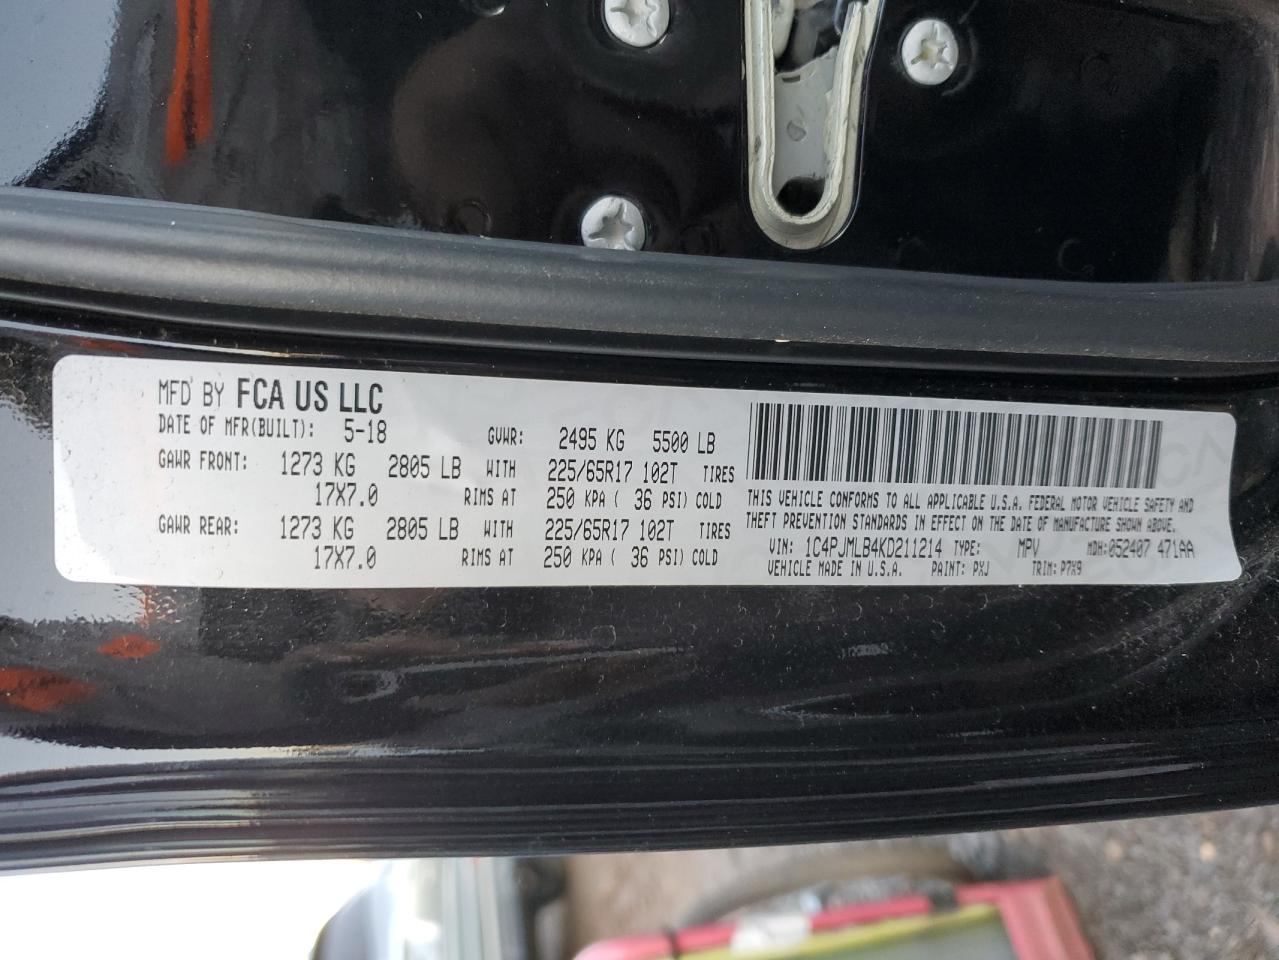 MFD BY FCA US LLC
DATE OF MFR(BUILT): 5-18 GVWR: 2495 KG 5500 LB
GAWR FRONT: 1273 KG 2805 LB WITH 225/65R17 102T TIRES
17X7.0 RIMS AT 250 KPA ( 36 PSI) COLD
GAWR REAR: 1273 KG 2805 LB WITH 225/65R17 102T TIRES
17X7.0 RIMS AT 250 KPA ( 36 PSI) COLD
THIS VEHICLE CONFORMS TO ALL APPLICABLE U.S.A. FEDERAL MOTOR VEHICLE SAFETY AND
THEFT PREVENTION STANDARDS IN EFFECT ON THE DATE OF MANUFACTURE SHOWN ABOVE.
VIN: 1C4PJMLB4KD211214 TYPE: MPV MDH: 052407 471AA
VEHICLE MADE IN U.S.A. PAINT: PXJ TRIM: P7X9